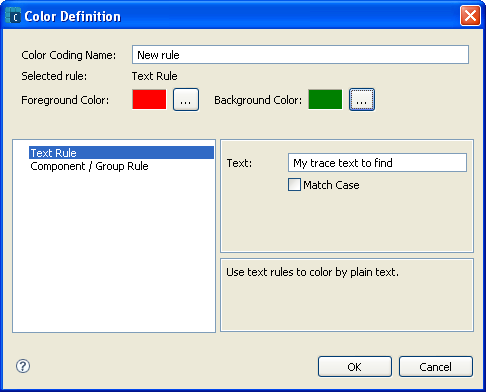 Color Definition
Color Coding Name: New rule
Selected rule: Text Rule
Foreground Color: ... Background Color: ...
Text Rule
Component / Group Rule
Text: My trace text to find
Match Case
Use text rules to color by plain text.
? OK Cancel